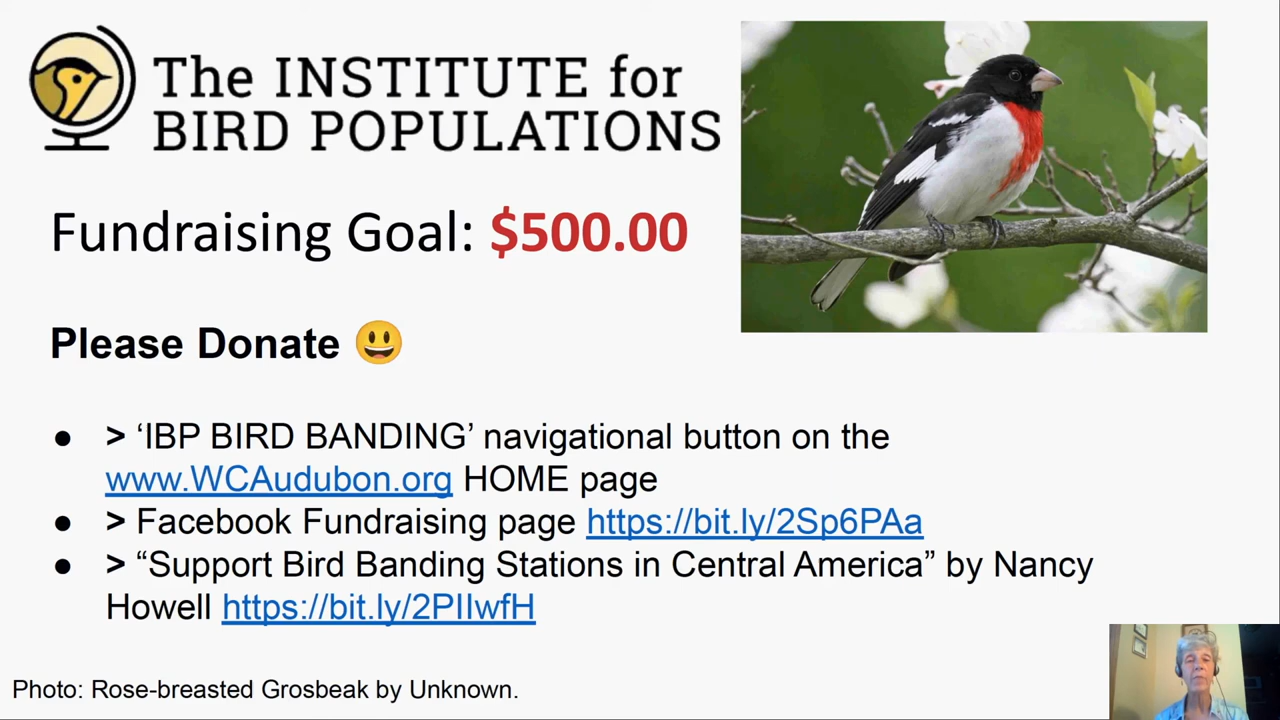 The INSTITUTE for
BIRD POPULATIONS
Fundraising Goal: $500.00
Please Donate 😃
● > ‘IBP BIRD BANDING’ navigational button on the
www.WCAudubon.org HOME page
● > Facebook Fundraising page https://bit.ly/2Sp6PAa
● > “Support Bird Banding Stations in Central America” by Nancy
Howell https://bit.ly/2PIIwfH
Photo: Rose-breasted Grosbeak by Unknown.